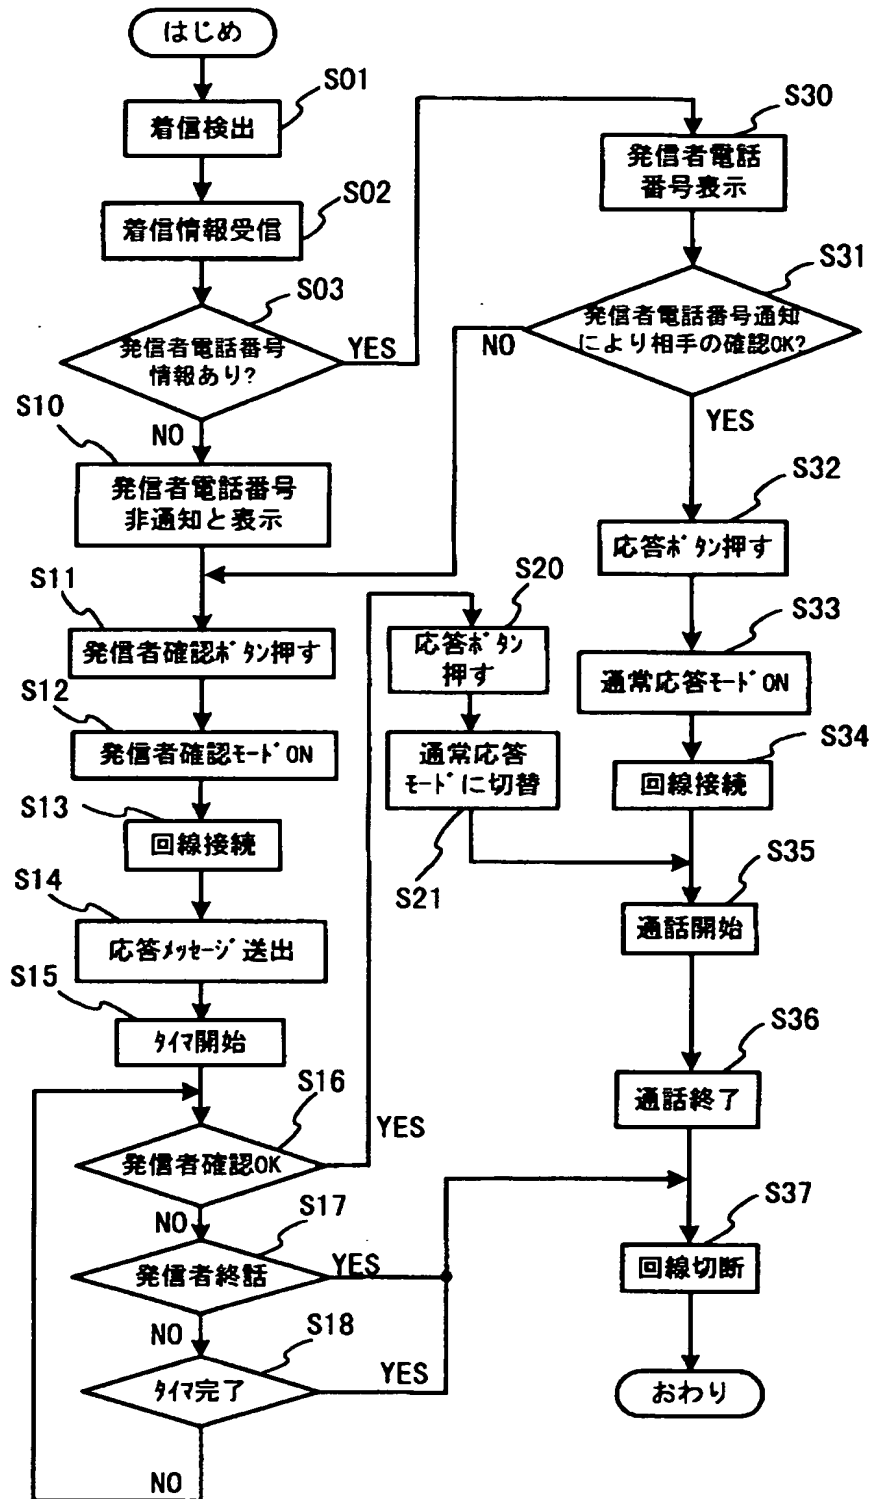 はじめ
S01
着信検出
S02
着信情報受信
S03
発信者電話番号
情報あり?
YES
NO
S10
発信者電話番号
非通知と表示
S11
発信者確認ボタン押す
S12
発信者確認モードON
S13
回線接続
S14
応答メッセージ送出
S15
タイマ開始
S16
発信者確認OK
YES
NO
S17
発信者終話
YES
NO
S18
タイマ完了
YES
NO
S20
応答ボタン
押す
通常応答
モードに切替
S21
S30
発信者電話
番号表示
S31
発信者電話番号通知
により相手の確認OK?
NO
YES
S32
応答ボタン押す
S33
通常応答モードON
S34
回線接続
S35
通話開始
S36
通話終了
S37
回線切断
おわり